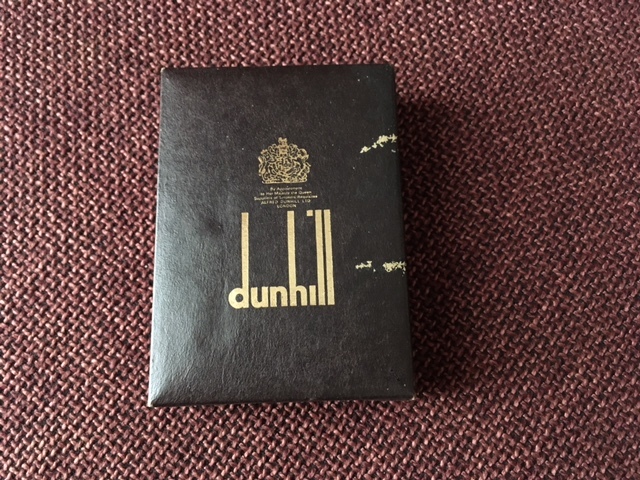 By Appointment
to Her Majesty the Queen
Suppliers of Smokers Requisites
ALFRED DUNHILL LTD
LONDON
dunhill